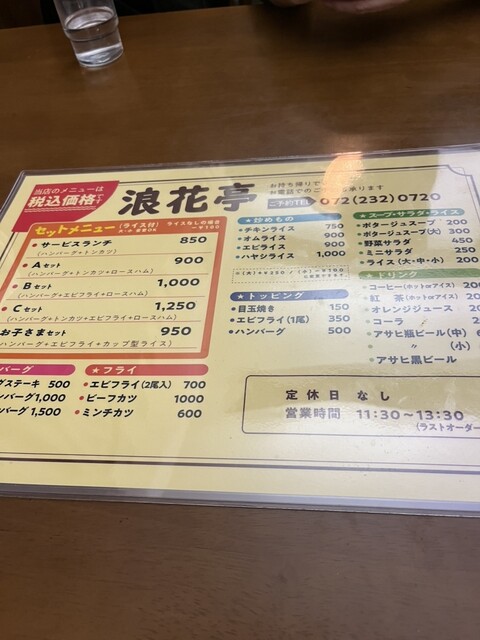 当店のメニューは
税込価格です
浪花亭
お持ち帰りで
お電話での 承ります
ご予約TEL 072(232)0720
セットメニュー (ライス付) ライスなしの場合
－￥100
サービスランチ 850
(ハンバーグ+トンカツ)
Aセット 900
(ハンバーグ+トンカツ+ロースハム)
Bセット 1,000
(ハンバーグ+エビフライ+ロースハム)
Cセット 1,250
(ハンバーグ+トンカツ+エビフライ+ロースハム)
お子さまセット 950
ハンバーグ+エビフライ+カップ型ライス)
★炒めもの
チキンライス 750
オムライス 900
エビライス 900
ハヤシライス 1,000
★トッピング
目玉焼き 150
エビフライ(1尾) 350
ハンバーグ 500
★スープ・サラダ・ライス
ポタージュスープ 200
ポタージュスープ(大) 300
野菜サラダ 450
ミニサラダ 250
ライス(大・中・小) 200
★ドリンク
コーヒー(ホットorアイス) 200
紅 茶(ホットorアイス) 20
オレンジジュース 20
コーラ 2
アサヒ瓶ビール(中) 6
〃 (小)
アサヒ黒ビール
バーグ
グステーキ 500
ンバーグ1,000
バーグ 1,500
★フライ
エビフライ(2尾入) 700
ビーフカツ 1000
ミンチカツ 600
定休日 なし
営業時間 11:30~13:30
(ラストオーダー